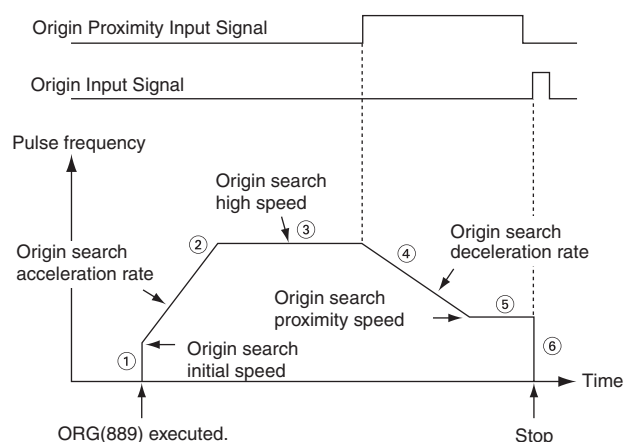 Origin Proximity Input Signal
Origin Input Signal
Pulse frequency
Origin search
high speed
③
②
Origin search
acceleration rate
④
Origin search
deceleration rate
Origin search
proximity speed
⑤
①
Origin search
initial speed
⑥
Time
ORG(889) executed.
Stop